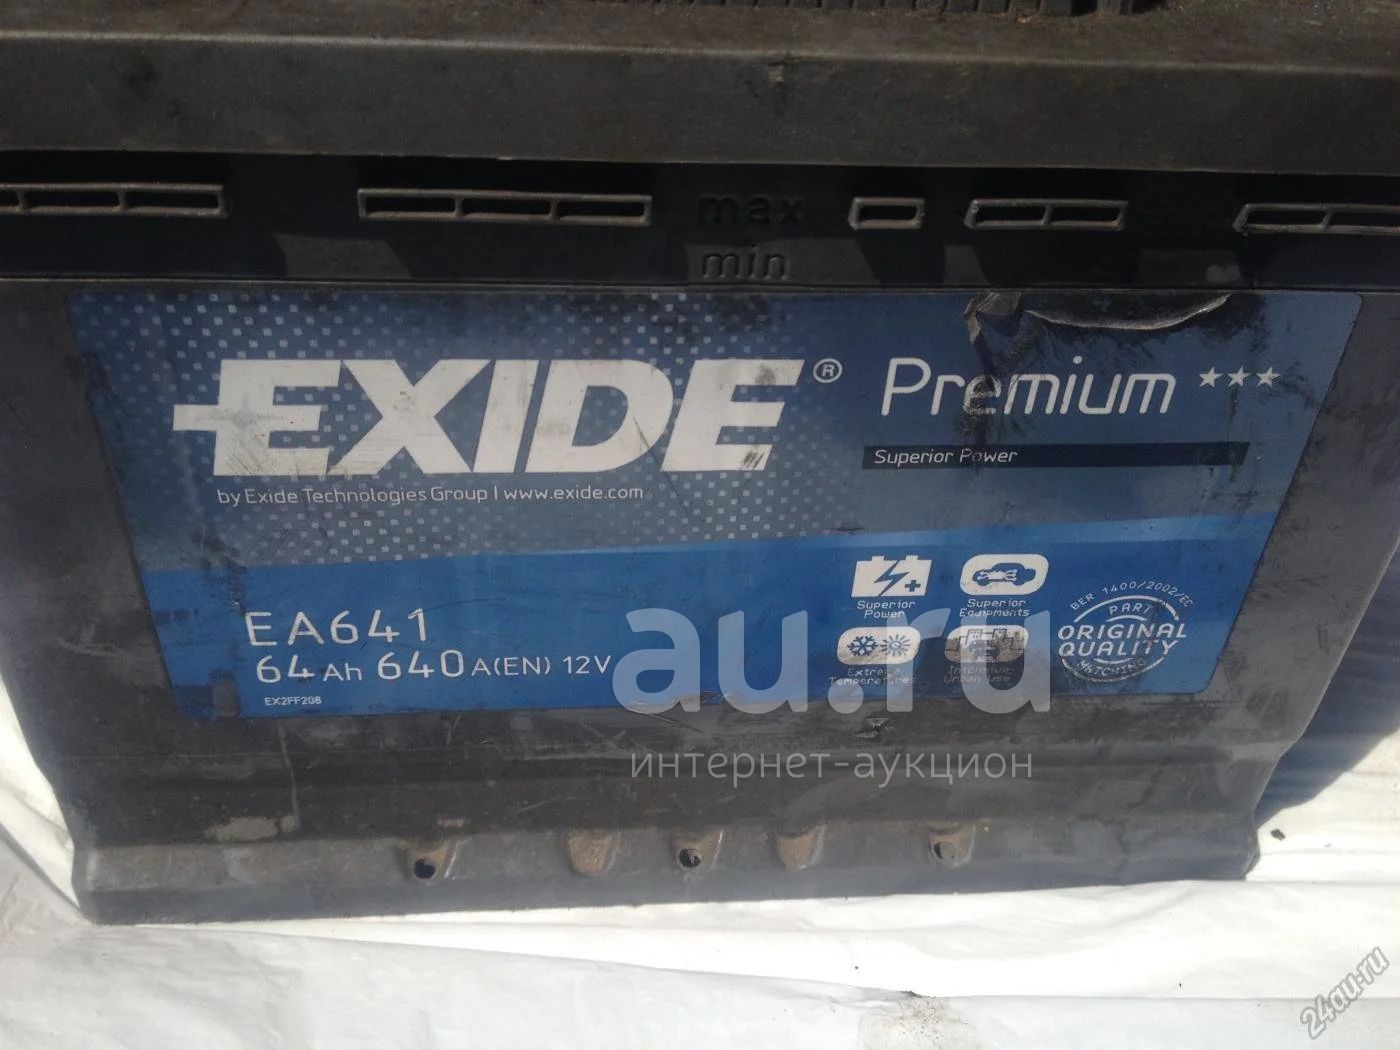 max
min
EXIDE®
Premium ***
Superior Power
by Exide Technologies Group | www.exide.com
EA641
64Ah 640A(EN) 12V
EX2FF208
Superior
Power
Superior
Equipments
Extreme
Temperatures
Intensive
Urban Use
BER 1400/2002/EC
PART
ORIGINAL
QUALITY
MATCHING
au.ru
интернет-аукцион
24au.ru